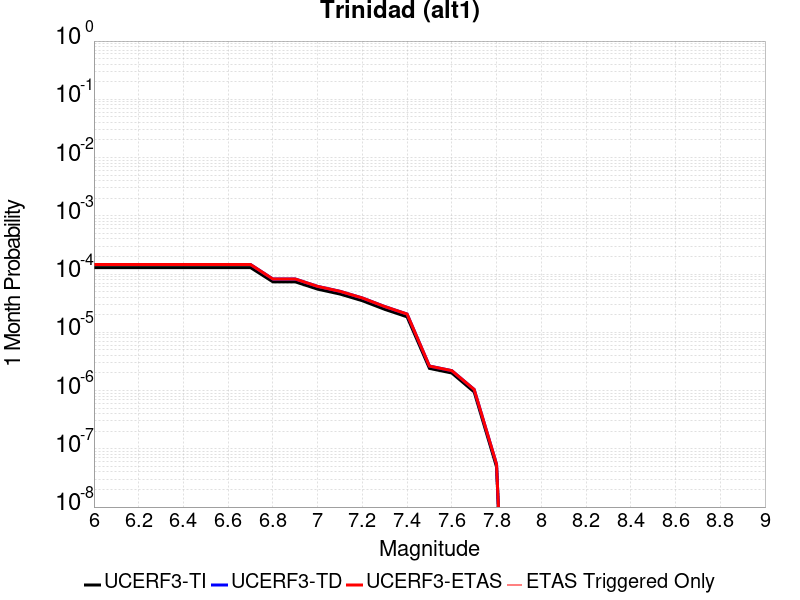 Trinidad (alt1)
10^0
10^-1
10^-2
10^-3
10^-4
10^-5
10^-6
10^-7
10^-8
1 Month Probability
6 6.2 6.4 6.6 6.8 7 7.2 7.4 7.6 7.8 8 8.2 8.4 8.6 8.8 9
Magnitude
UCERF3-TI UCERF3-TD UCERF3-ETAS ETAS Triggered Only